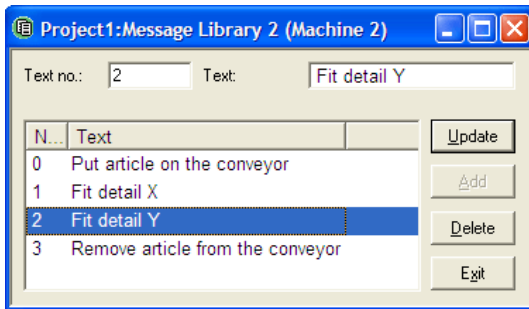 Project1:Message Library 2 (Machine 2)
Text no.: 2 Text: Fit detail Y
N... Text
Update
0 Put article on the conveyor
1 Fit detail X
Add
2 Fit detail Y
Delete
3 Remove article from the conveyor
Exit